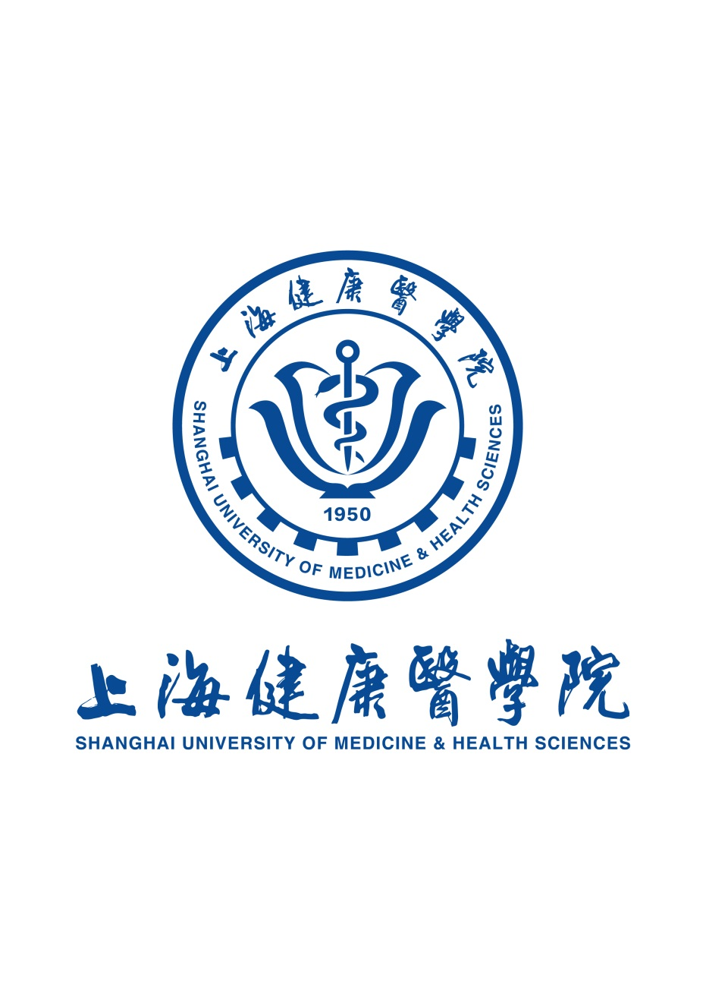 上海健康醫學院
SHANGHAI UNIVERSITY OF MEDICINE & HEALTH SCIENCES
1950
上海健康醫學院
SHANGHAI UNIVERSITY OF MEDICINE & HEALTH SCIENCES